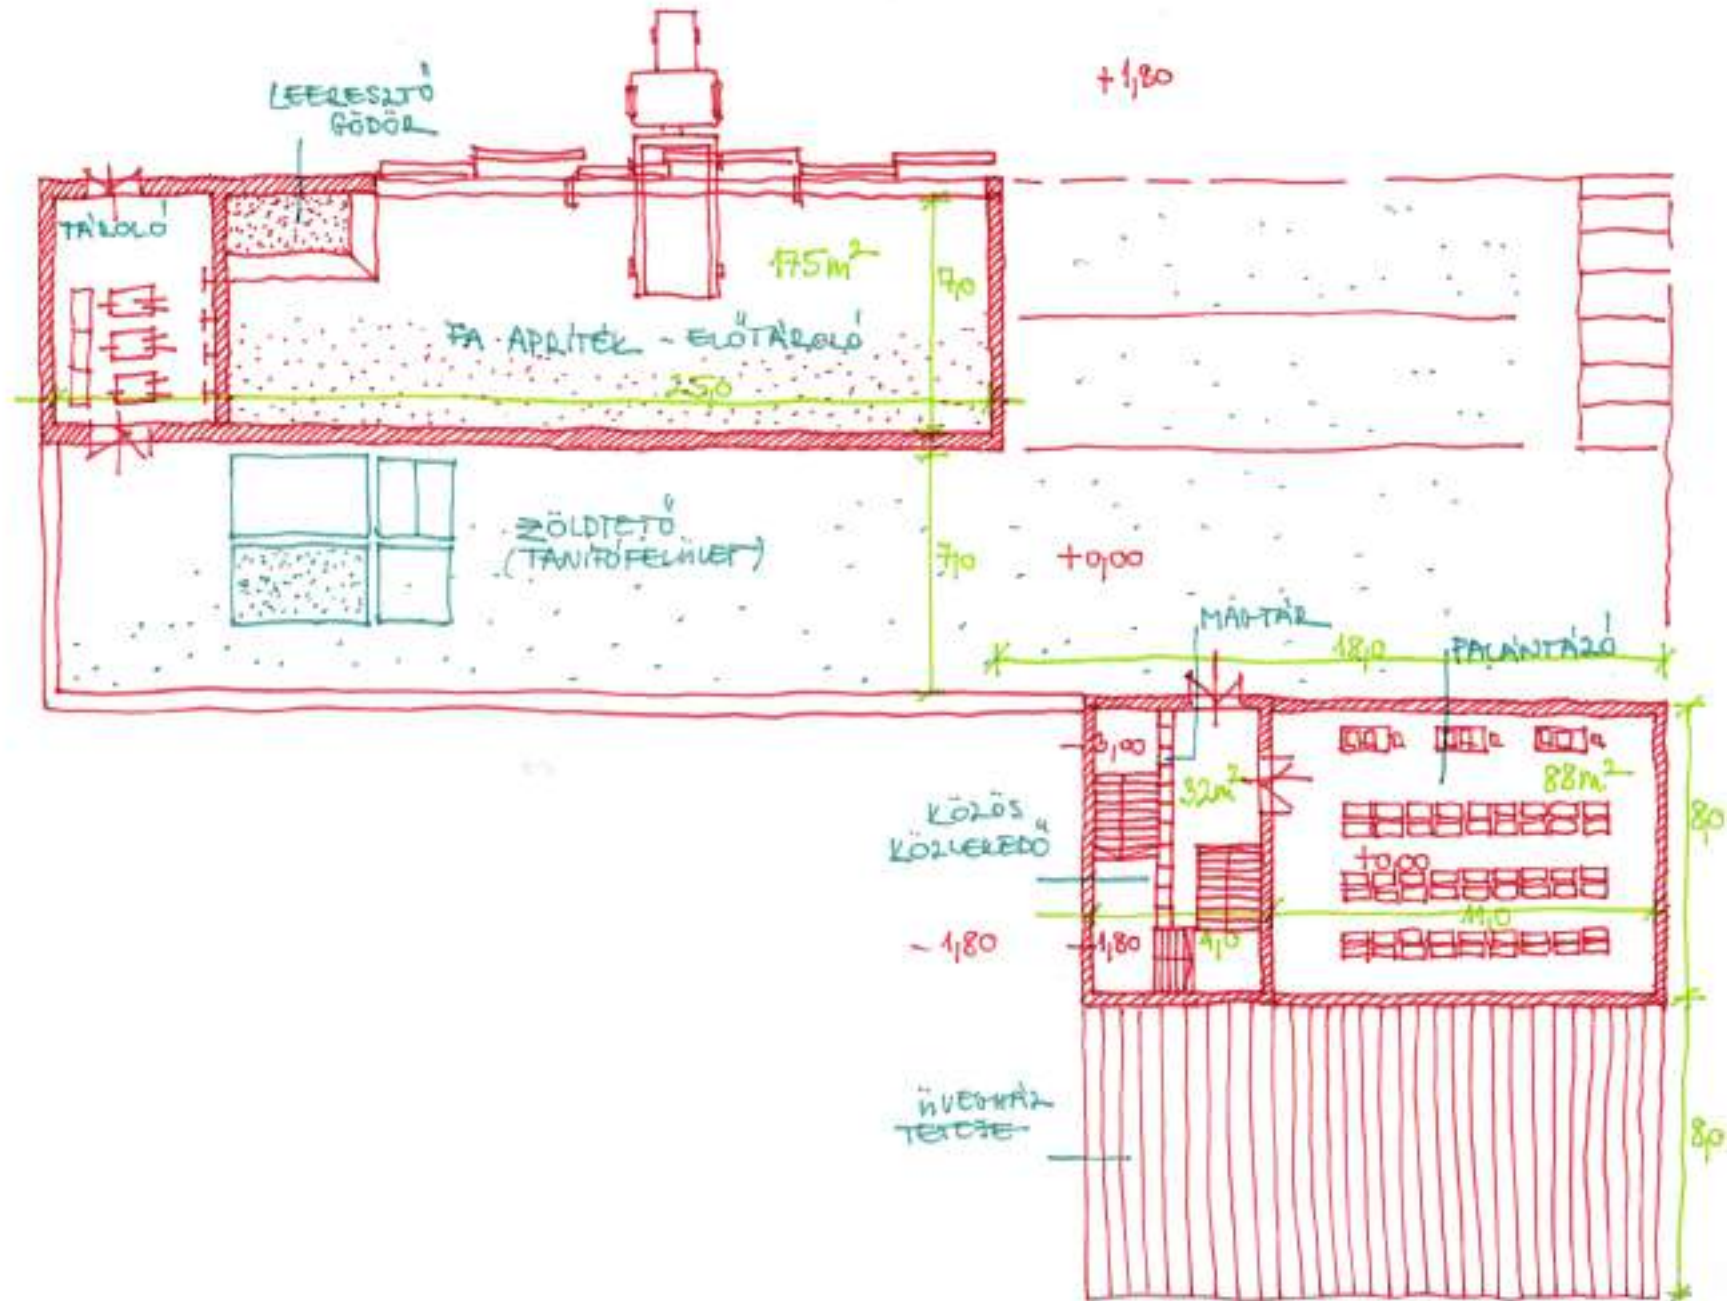 +1,80
LEERESZTŐ
GÖDÖR
TÁROLÓ
175m²
7,0
FA APRÍTÉK - ELŐTÁROLÓ
25,0
ZÖLDTETŐ
(TANÍTÓFELÜLET)
7,0
+0,00
MAGTÁR
18,0
PALÁNTÁZÓ
-3,00
32m²
88m²
8,0
KÖZÖS
KÖZLEKEDŐ
+0,00
11,0
-1,80
-1,80
4,0
ÜVEGHÁZ
TETEJE
8,0